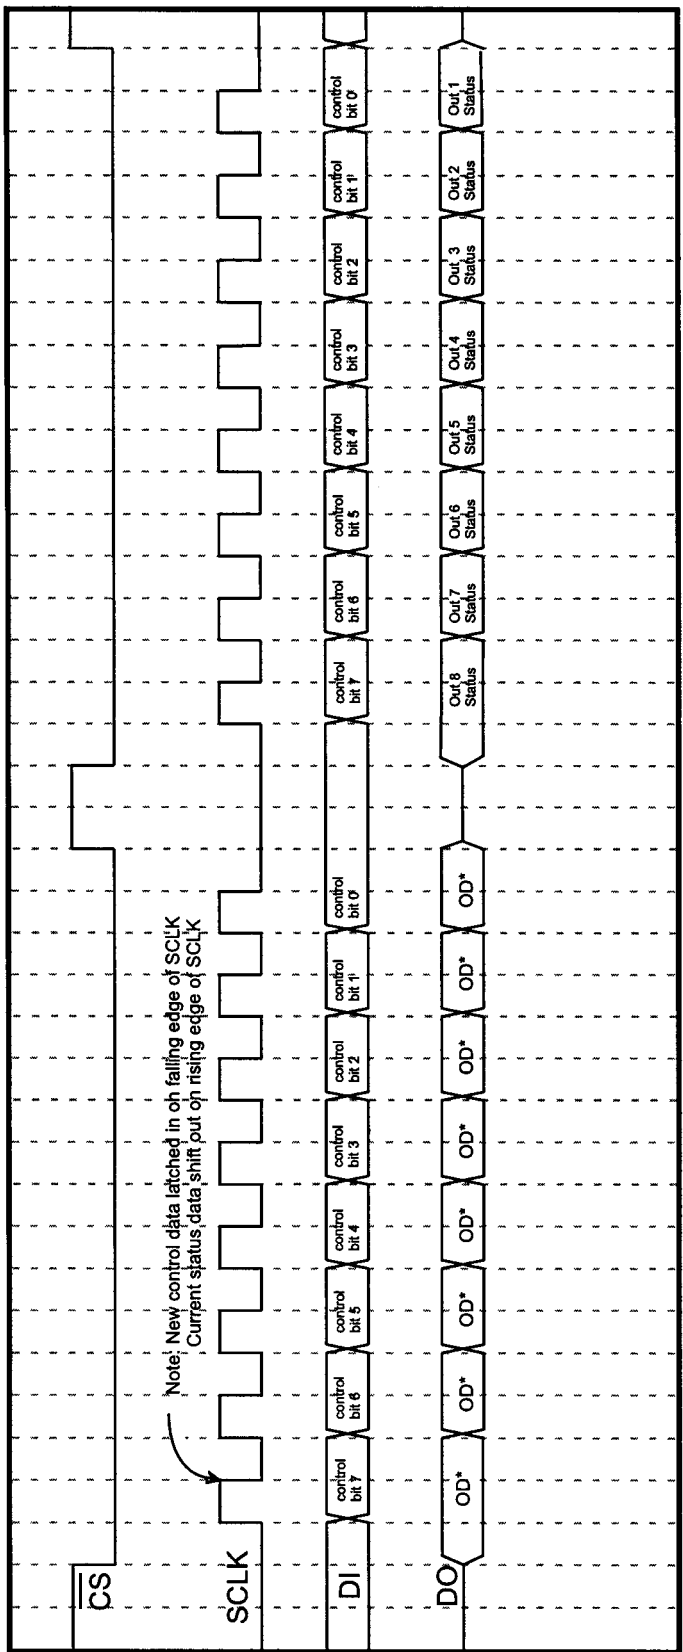 C̅S̅
Note: New control data latched in on falling edge of SCLK
Current status data shift out on rising edge of SCLK
SCLK
DI
control
bit 7
control
bit 6
control
bit 5
control
bit 4
control
bit 3
control
bit 2
control
bit 1
control
bit 0
control
bit 7
control
bit 6
control
bit 5
control
bit 4
control
bit 3
control
bit 2
control
bit 1
control
bit 0
DO
OD*
OD*
OD*
OD*
OD*
OD*
OD*
OD*
Out 8
Status
Out 7
Status
Out 6
Status
Out 5
Status
Out 4
Status
Out 3
Status
Out 2
Status
Out 1
Status